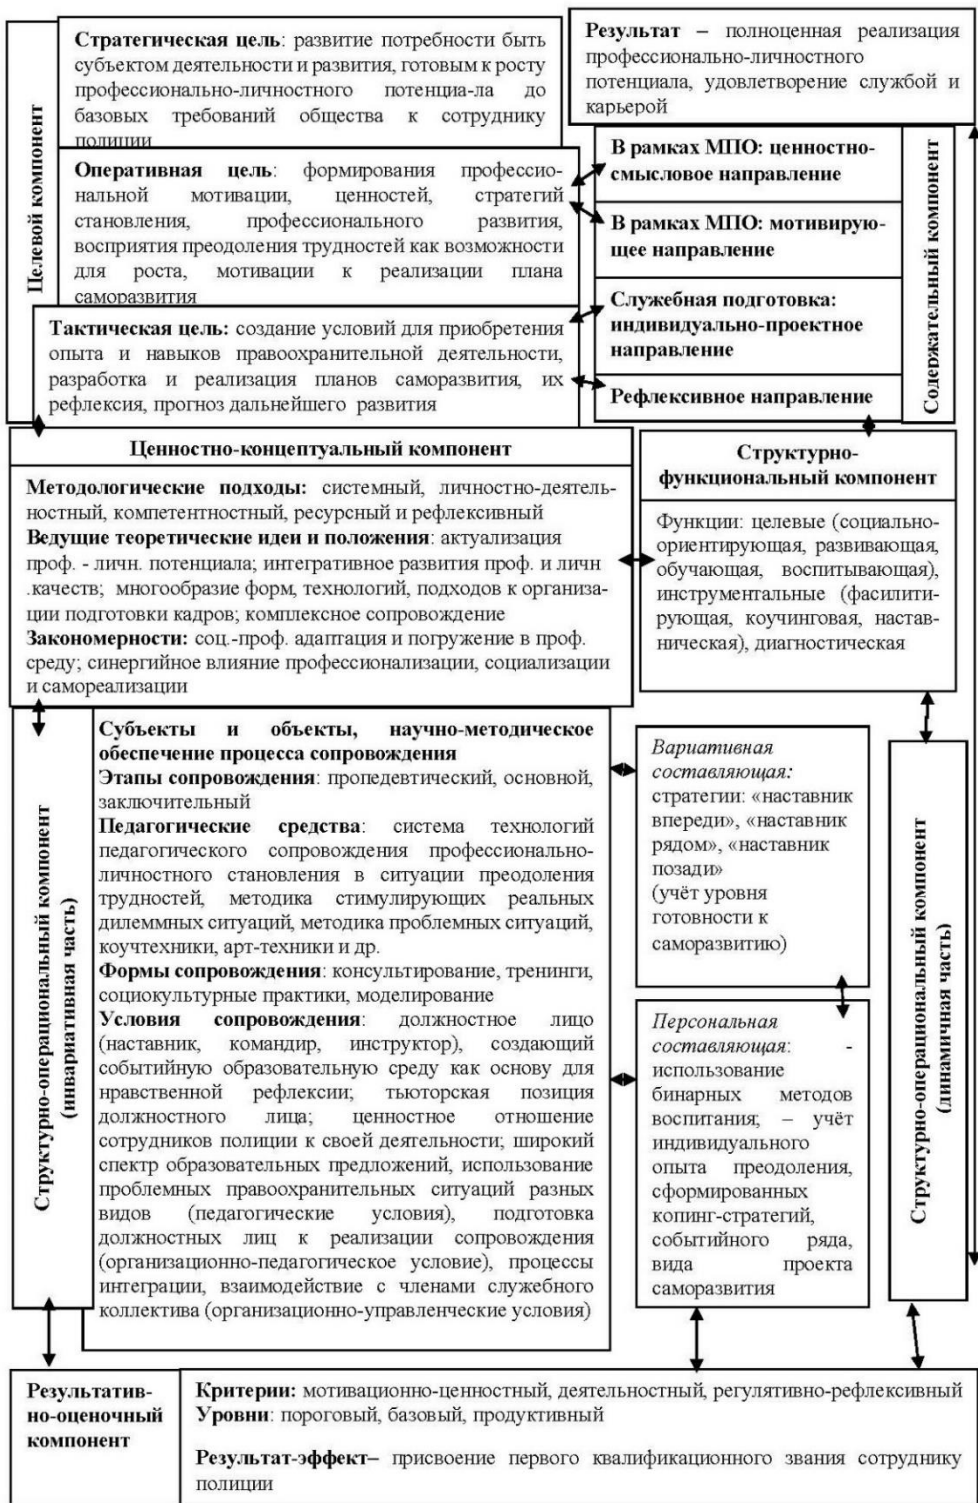 Целевой компонент
Стратегическая цель: развитие потребности быть
субъектом деятельности и развития, готовым к росту
профессионально-личностного потенциа-ла до
базовых требований общества к сотруднику
полиции
Оперативная цель: формирования профессио-
нальной мотивации, ценностей, стратегий
становления, профессионального развития,
восприятия преодоления трудностей как возможности
для роста, мотивации к реализации плана
саморазвития
Тактическая цель: создание условий для приобретения
опыта и навыков правоохранительной деятельности,
разработка и реализация планов саморазвития, их
рефлексия, прогноз дальнейшего развития
Результат – полноценная реализация
профессионально-личностного
потенциала, удовлетворение службой и
карьерой
В рамках МПО: ценностно-
смысловое направление
В рамках МПО: мотивирую-
щее направление
Служебная подготовка:
индивидуально-проектное
направление
Рефлексивное направление
Содержательный компонент
Ценностно-концептуальный компонент
Методологические подходы: системный, личностно-деятель-
ностный, компетентностный, ресурсный и рефлексивный
Ведущие теоретические идеи и положения: актуализация
проф. - личн. потенциала; интегративное развития проф. и личн
.качеств; многообразие форм, технологий, подходов к организа-
ции подготовки кадров; комплексное сопровождение
Закономерности: соц.-проф. адаптация и погружение в проф.
среду; синергийное влияние профессионализации, социализации
и самореализации
Структурно-
функциональный компонент
Функции: целевые (социально-
ориентирующая, развивающая,
обучающая, воспитывающая),
инструментальные (фасилити-
рующая, коучинговая, настав-
ническая), диагностическая
Структурно-операциональный компонент
(инвариативная часть)
Субъекты и объекты, научно-методическое
обеспечение процесса сопровождения
Этапы сопровождения: пропедевтический, основной,
заключительный
Педагогические средства: система технологий
педагогического сопровождения профессионально-
личностного становления в ситуации преодоления
трудностей, методика стимулирующих реальных
дилеммных ситуаций, методика проблемных ситуаций,
коучтехники, арт-техники и др.
Формы сопровождения: консультирование, тренинги,
социокультурные практики, моделирование
Условия сопровождения: должностное лицо
(наставник, командир, инструктор), создающий
событийную образовательную среду как основу для
нравственной рефлексии; тьюторская позиция
должностного лица; ценностное отношение
сотрудников полиции к своей деятельности; широкий
спектр образовательных предложений, использование
проблемных правоохранительных ситуаций разных
видов (педагогические условия), подготовка
должностных лиц к реализации сопровождения
(организационно-педагогическое условие), процессы
интеграции, взаимодействие с членами служебного
коллектива (организационно-управленческие условия)
Вариативная
составляющая:
стратегии: «наставник
впереди», «наставник
рядом», «наставник
позади»
(учёт уровня
готовности к
саморазвитию)
Персональная
составляющая: -
использование
бинарных методов
воспитания; – учёт
индивидуального
опыта преодоления,
сформированных
копинг-стратегий,
событийного ряда,
вида проекта
саморазвития
Структурно-операциональный компонент
(динамичная часть)
Результатив-
но-оценочный
компонент
Критерии: мотивационно-ценностный, деятельностный, регулятивно-рефлексивный
Уровни: пороговый, базовый, продуктивный
Результат-эффект– присвоение первого квалификационного звания сотруднику
полиции